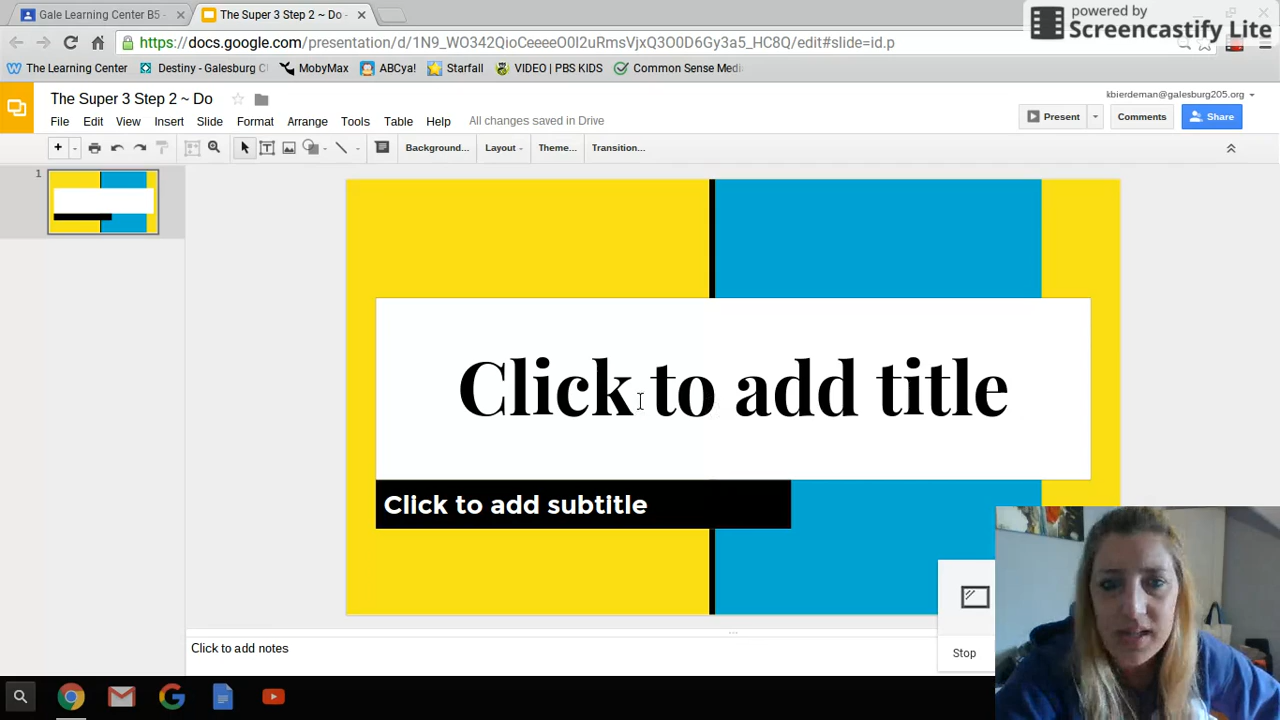 Gale Learning Center B5 -
The Super 3 Step 2 ~ Do -
powered by
Screencastify Lite
https://docs.google.com/presentation/d/1N9_WO342QioCeeeeO0I2uRmsVjxQ3O0D6Gy3a5_HC8Q/edit#slide=id.p
The Learning Center
Destiny - Galesburg C
MobyMax
ABCya!
Starfall
VIDEO | PBS KIDS
Common Sense Medi
The Super 3 Step 2 ~ Do
kbierdeman@galesburg205.org
File Edit View Insert Slide Format Arrange Tools Table Help All changes saved in Drive
Present
Comments
Share
Background...
Layout
Theme...
Transition...
1
Click to add title
Click to add subtitle
Stop
Click to add notes